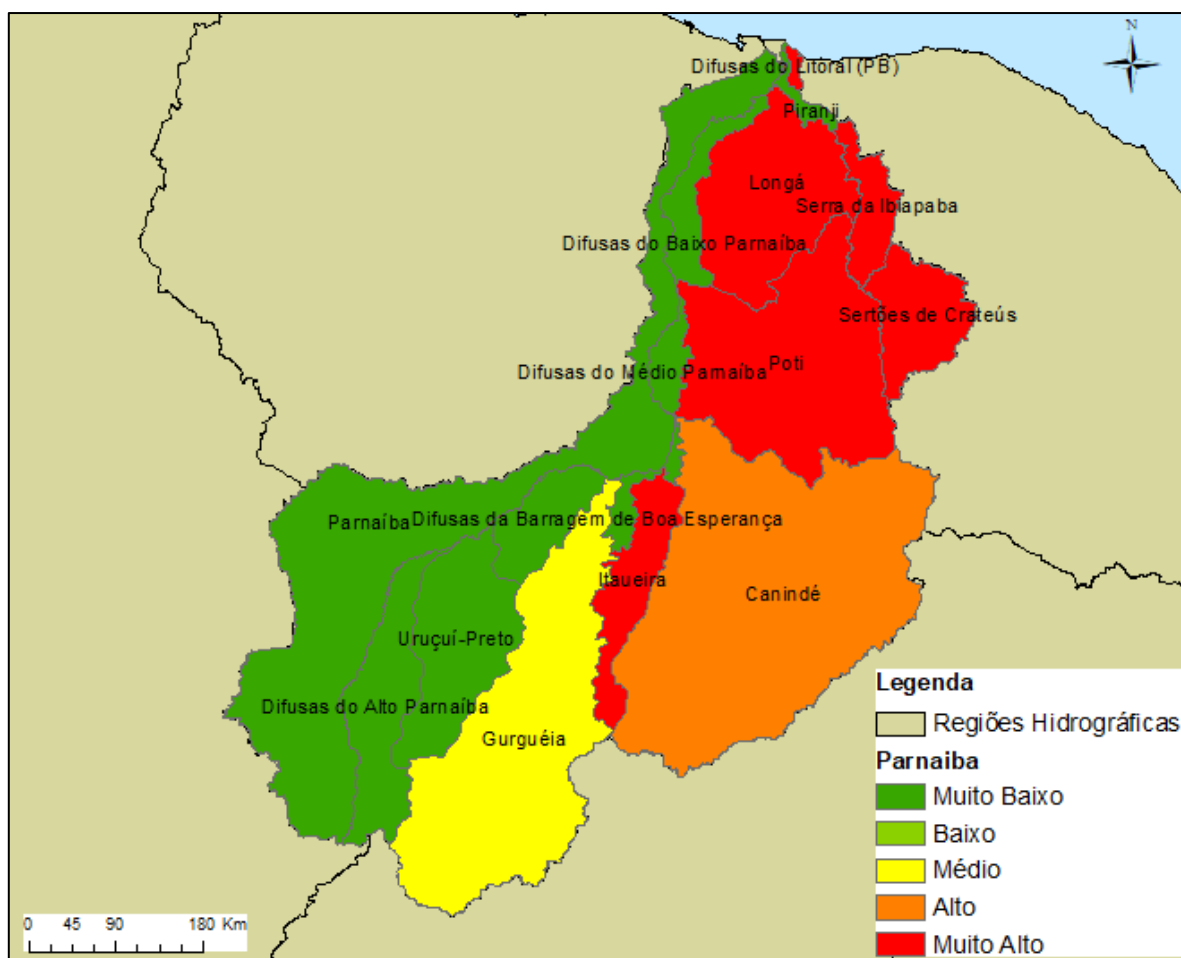 N
Difusas do Litoral (PB)
Piranji
Longá
Serra da Ibiapaba
Difusas do Baixo Parnaíba
Sertões de Crateús
Poti
Difusas do Médio Parnaíba
Parnaíba
Difusas da Barragem de Boa Esperança
Itaueira
Canindé
Uruçuí-Preto
Difusas do Alto Parnaíba
Gurguéia
Legenda
Regiões Hidrográficas
Parnaiba
Muito Baixo
Baixo
Médio
Alto
Muito Alto
0 45 90 180 Km